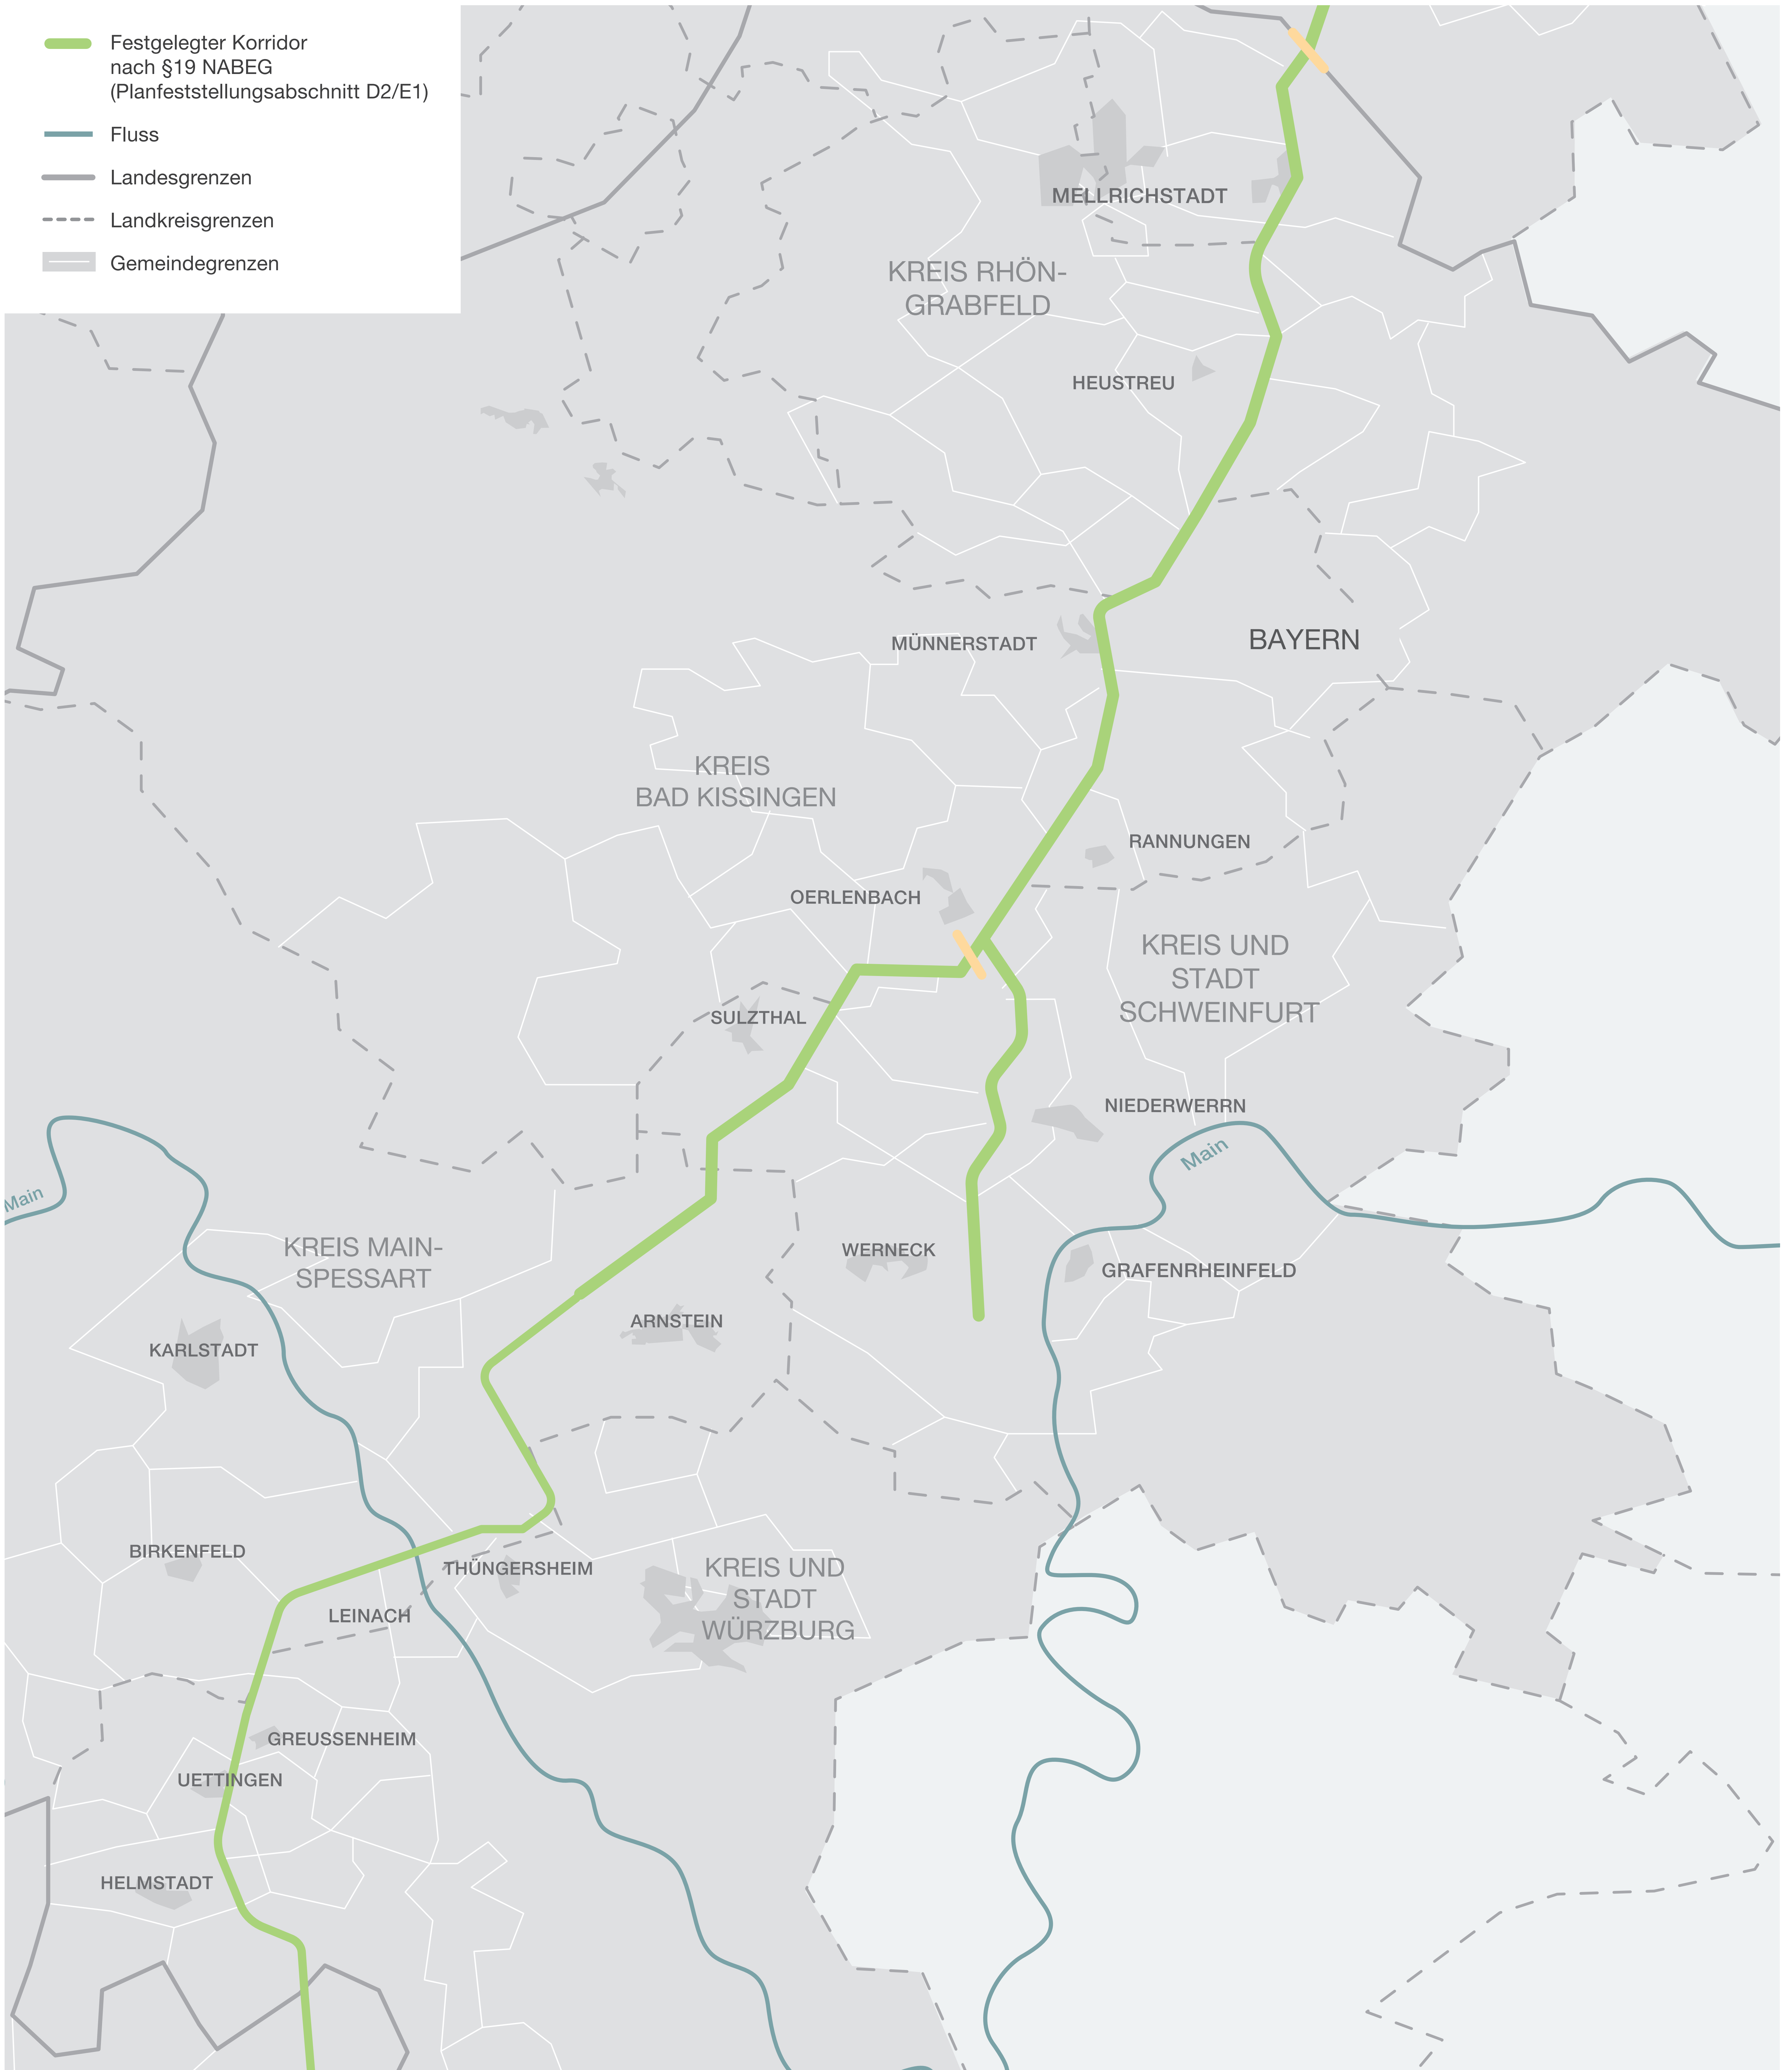 Festgelegter Korridor
nach §19 NABEG
(Planfeststellungsabschnitt D2/E1)
Fluss
Landesgrenzen
Landkreisgrenzen
Gemeindegrenzen
MELLRICHSTADT
KREIS RHÖN-
GRABFELD
HEUSTREU
MÜNNERSTADT
BAYERN
KREIS
BAD KISSINGEN
RANNUNGEN
OERLENBACH
KREIS UND
STADT
SCHWEINFURT
SULZTHAL
NIEDERWERRN
Main
Main
KREIS MAIN-
SPESSART
WERNECK
GRAFENRHEINFELD
ARNSTEIN
KARLSTADT
BIRKENFELD
THÜNGERSHEIM
KREIS UND
STADT
WÜRZBURG
LEINACH
GREUSSENHEIM
UETTINGEN
HELMSTADT